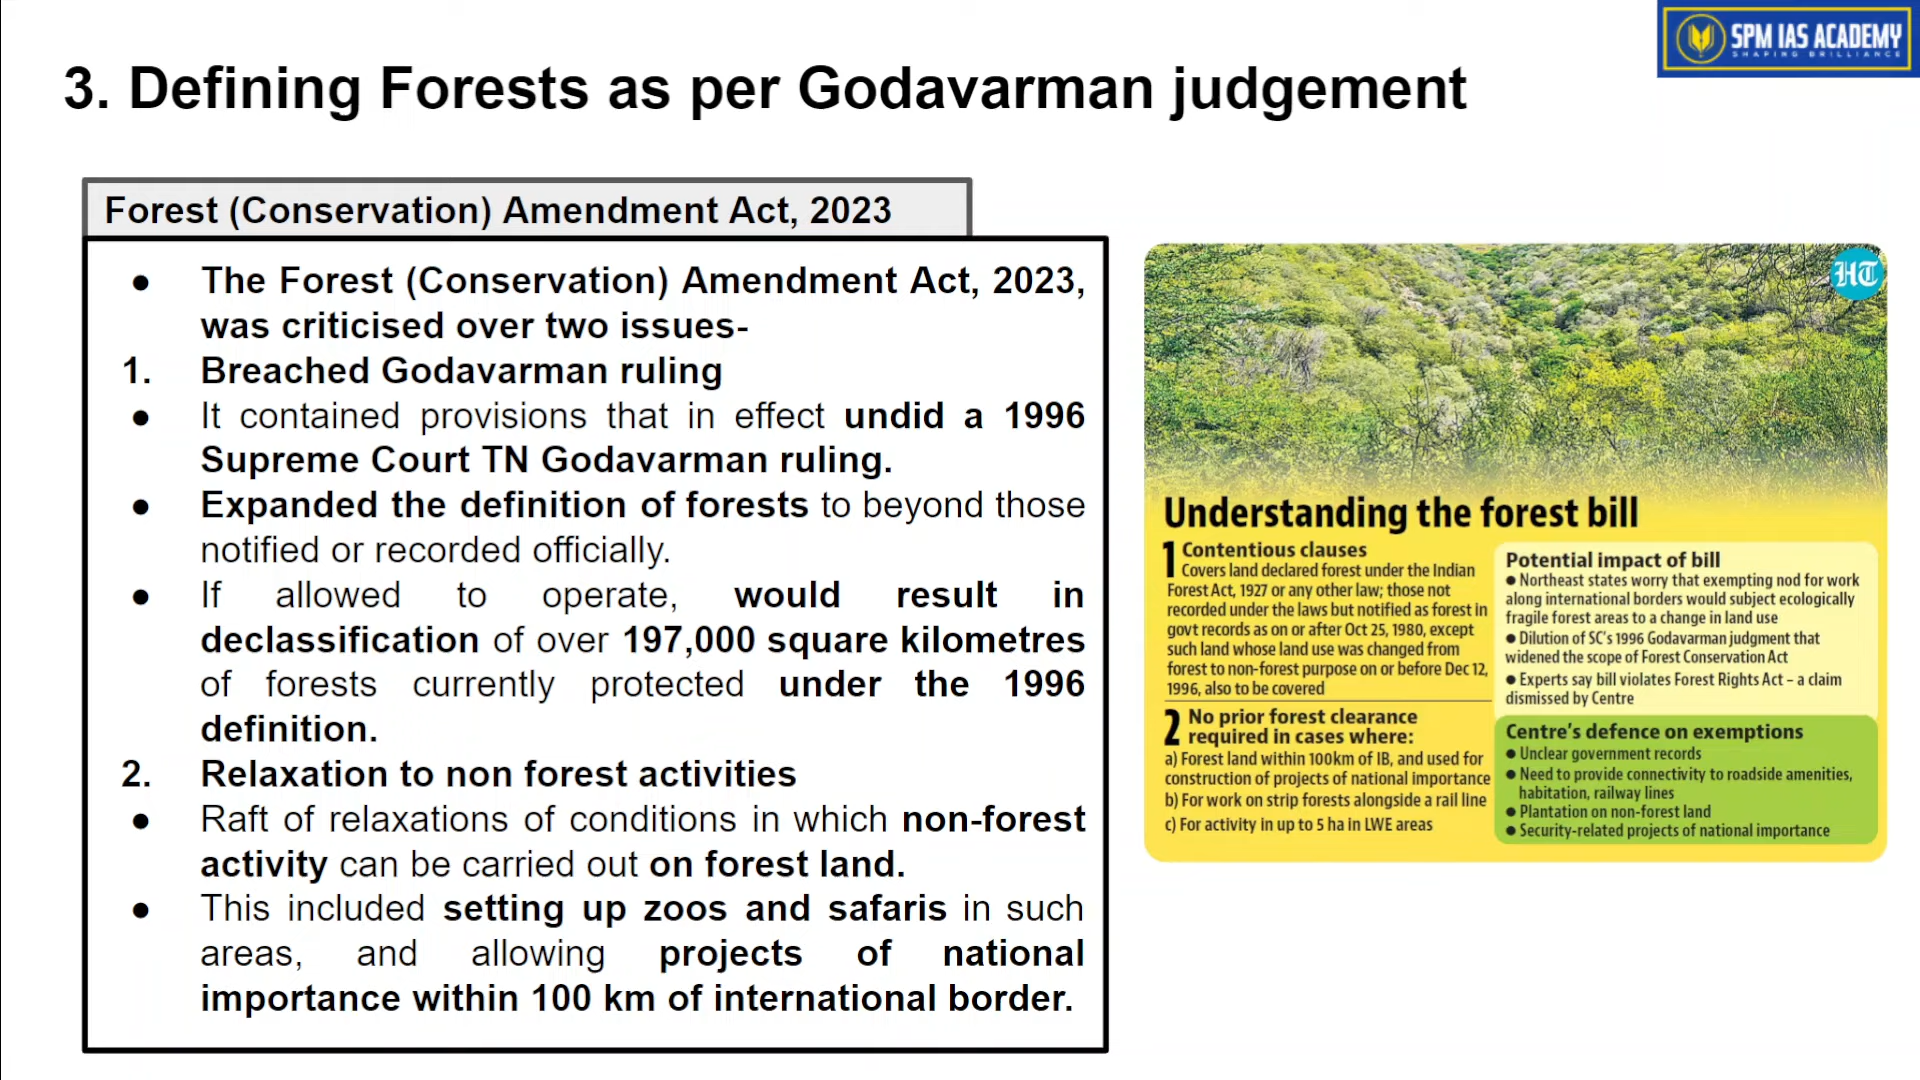 SPM IAS ACADEMY
SHAPING BRILLIANCE
3. Defining Forests as per Godavarman judgement
Forest (Conservation) Amendment Act, 2023
● The Forest (Conservation) Amendment Act, 2023,
was criticised over two issues-
1. Breached Godavarman ruling
● It contained provisions that in effect undid a 1996
Supreme Court TN Godavarman ruling.
● Expanded the definition of forests to beyond those
notified or recorded officially.
● If allowed to operate, would result in
declassification of over 197,000 square kilometres
of forests currently protected under the 1996
definition.
2. Relaxation to non forest activities
● Raft of relaxations of conditions in which non-forest
activity can be carried out on forest land.
● This included setting up zoos and safaris in such
areas, and allowing projects of national
importance within 100 km of international border.
HT
Understanding the forest bill
1 Contentious clauses
Covers land declared forest under the Indian
Forest Act, 1927 or any other law; those not
recorded under the laws but notified as forest in
govt records as on or after Oct 25, 1980, except
such land whose land use was changed from
forest to non-forest purpose on or before Dec 12,
1996, also to be covered
2 No prior forest clearance
required in cases where:
a) Forest land within 100km of IB, and used for
construction of projects of national importance
b) For work on strip forests alongside a rail line
c) For activity in up to 5 ha in LWE areas
Potential impact of bill
● Northeast states worry that exempting nod for work
along international borders would subject ecologically
fragile forest areas to a change in land use
● Dilution of SC's 1996 Godavarman judgment that
widened the scope of Forest Conservation Act
● Experts say bill violates Forest Rights Act – a claim
dismissed by Centre
Centre's defence on exemptions
● Unclear government records
● Need to provide connectivity to roadside amenities,
habitation, railway lines
● Plantation on non-forest land
● Security-related projects of national importance